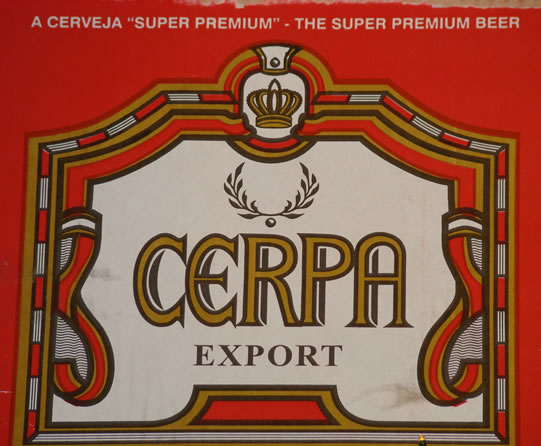 A CERVEJA "SUPER PREMIUM" - THE SUPER PREMIUM BEER
CERPA
EXPORT